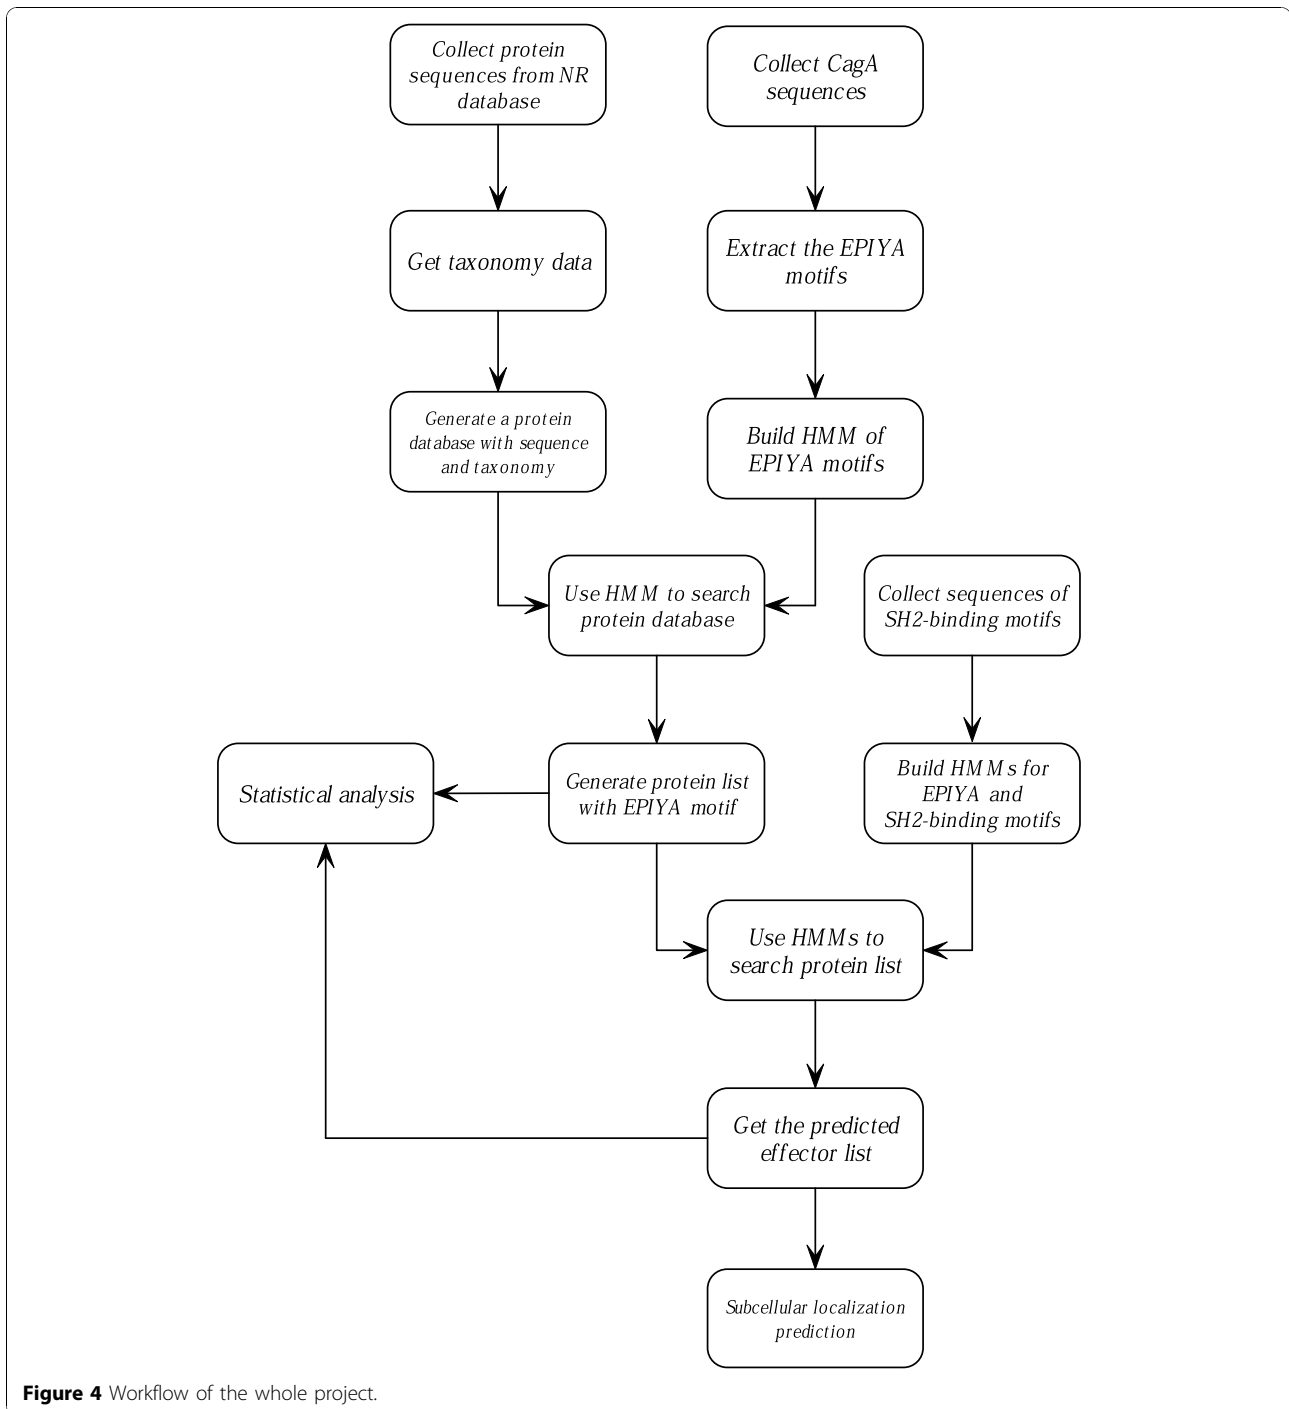 Collect protein
sequences from NR
database
Collect CagA
sequences
Get taxonomy data
Extract the EPIYA
motifs
Generate a protein
database with sequence
and taxonomy
Build HMM of
EPIYA motifs
Use HMM to search
protein database
Collect sequences of
SH2-binding motifs
Statistical analysis
Generate protein list
with EPIYA motif
Build HMMs for
EPIYA and
SH2-binding motifs
Use HMMs to
search protein list
Get the predicted
effector list
Subcellular localization
prediction
Figure 4 Workflow of the whole project.